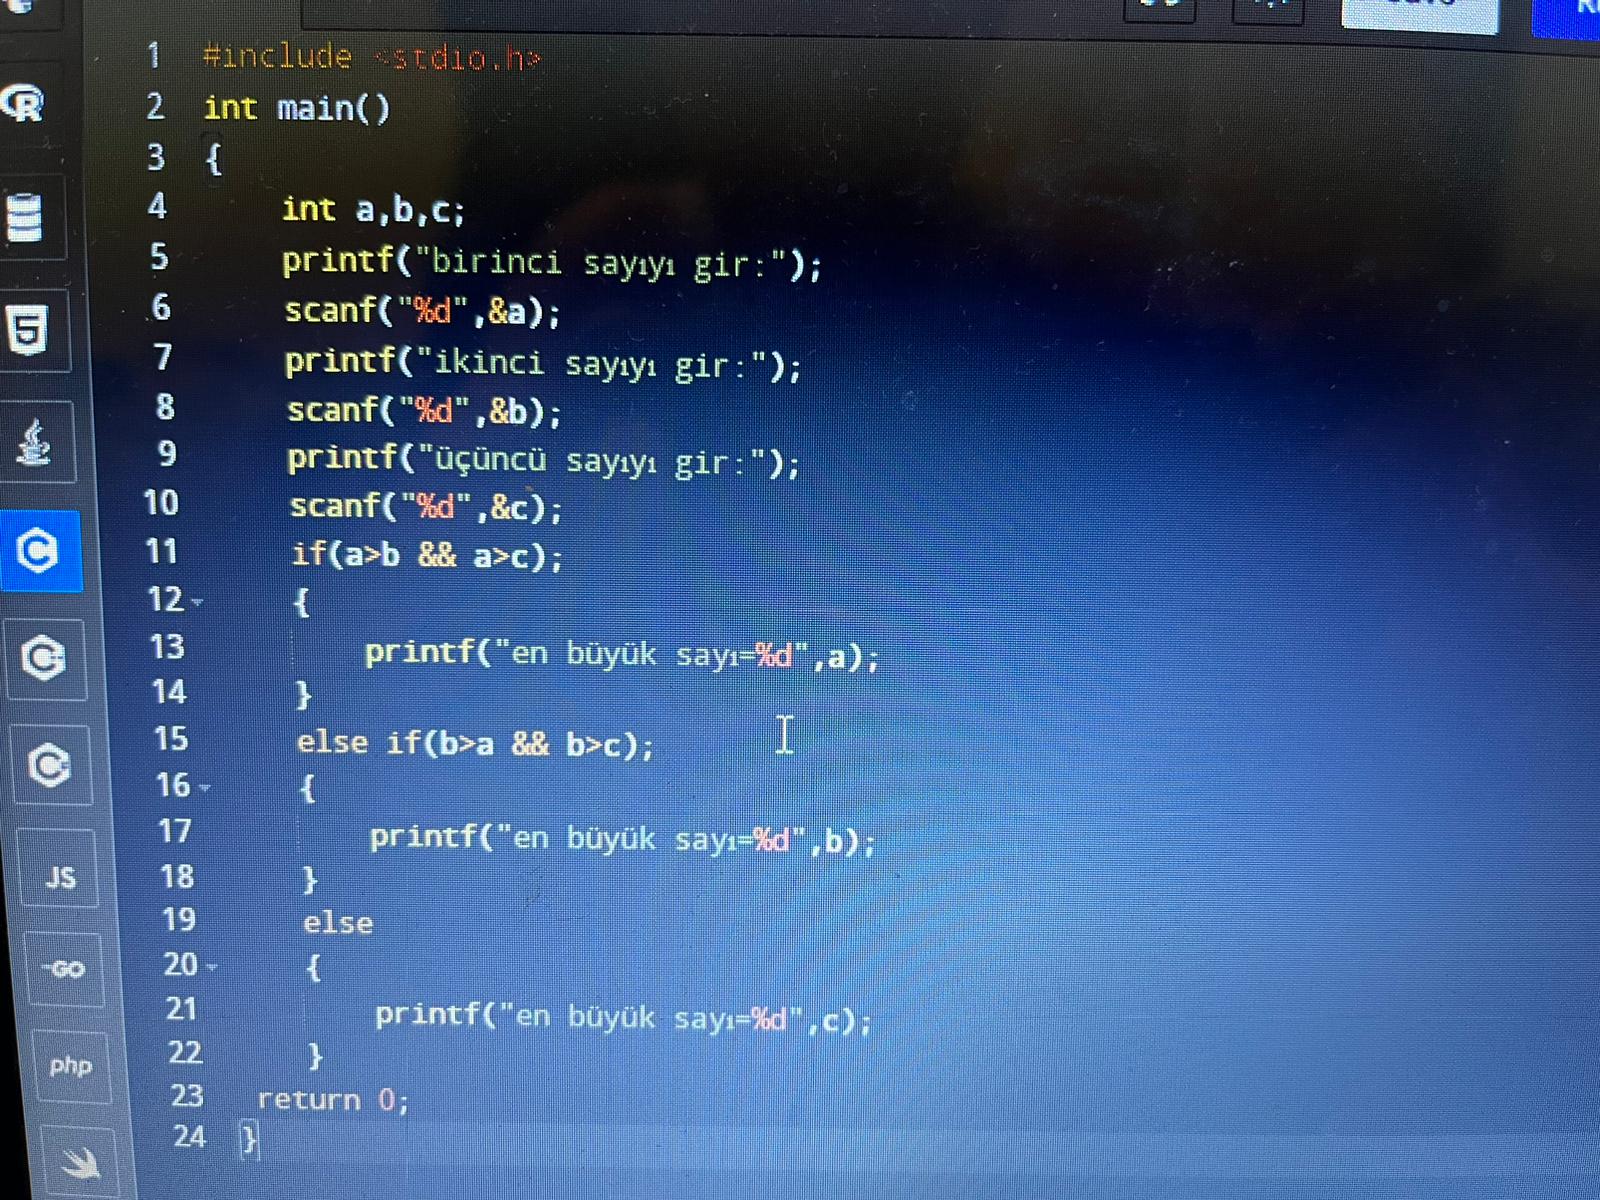 1 #include <stdio.h>
2 int main()
3 {
4 int a,b,c;
5 printf("birinci sayıyı gir:");
6 scanf("%d",&a);
7 printf("ikinci sayıyı gir:");
8 scanf("%d",&b);
9 printf("üçüncü sayıyı gir:");
10 scanf("%d",&c);
11 if(a>b && a>c);
12 {
13 printf("en büyük sayı=%d",a);
14 }
15 else if(b>a && b>c);
16 {
17 printf("en büyük sayı=%d",b);
18 }
19 else
20 {
21 printf("en büyük sayı=%d",c);
22 }
23 return 0;
24 }
R
5
C
C
C
JS
GO
php